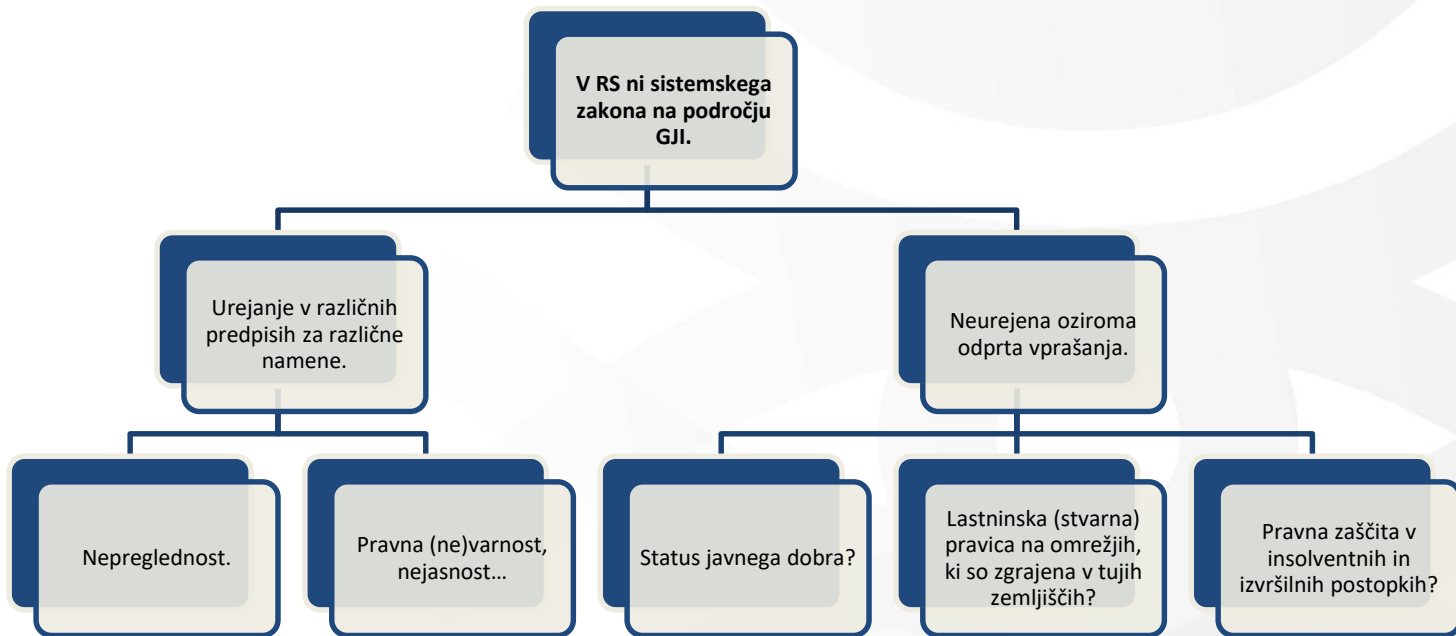 V RS ni sistemskega
zakona na področju
GJI.
Urejanje v različnih
predpisih za različne
namene.
Neurejena oziroma
odprta vprašanja.
Nepreglednost.
Pravna (ne)varnost,
nejasnost…
Status javnega dobra?
Lastninska (stvarna)
pravica na omrežjih,
ki so zgrajena v tujih
zemljiščih?
Pravna zaščita v
insolventnih in
izvršilnih postopkih?